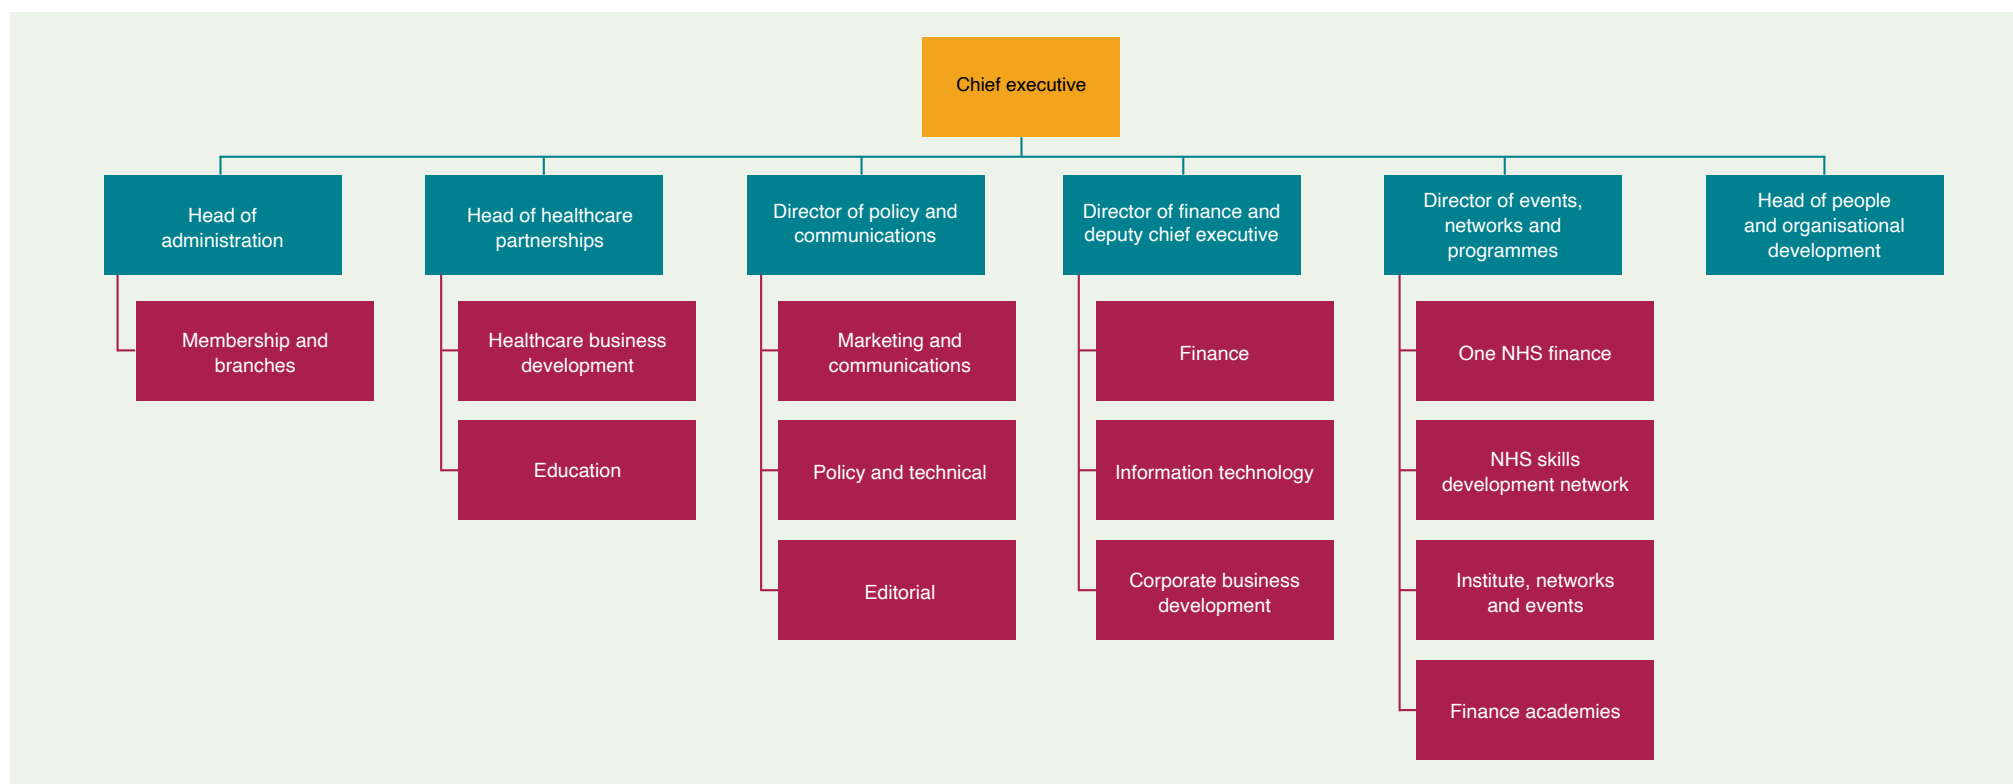 Chief executive
Head of
administration
Head of healthcare
partnerships
Director of policy and
communications
Director of finance and
deputy chief executive
Director of events,
networks and
programmes
Head of people
and organisational
development
Membership and
branches
Healthcare business
development
Education
Marketing and
communications
Policy and technical
Editorial
Finance
Information technology
Corporate business
development
One NHS finance
NHS skills
development network
Institute, networks
and events
Finance academies